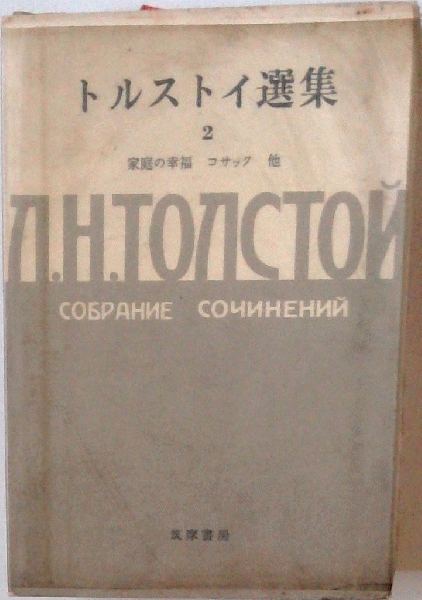 トルストイ選集
2
家庭の幸福 コサック 他
Л.Н.ТОЛСТОЙ
СОБРАНИЕ СОЧИНЕНИЙ
筑摩書房